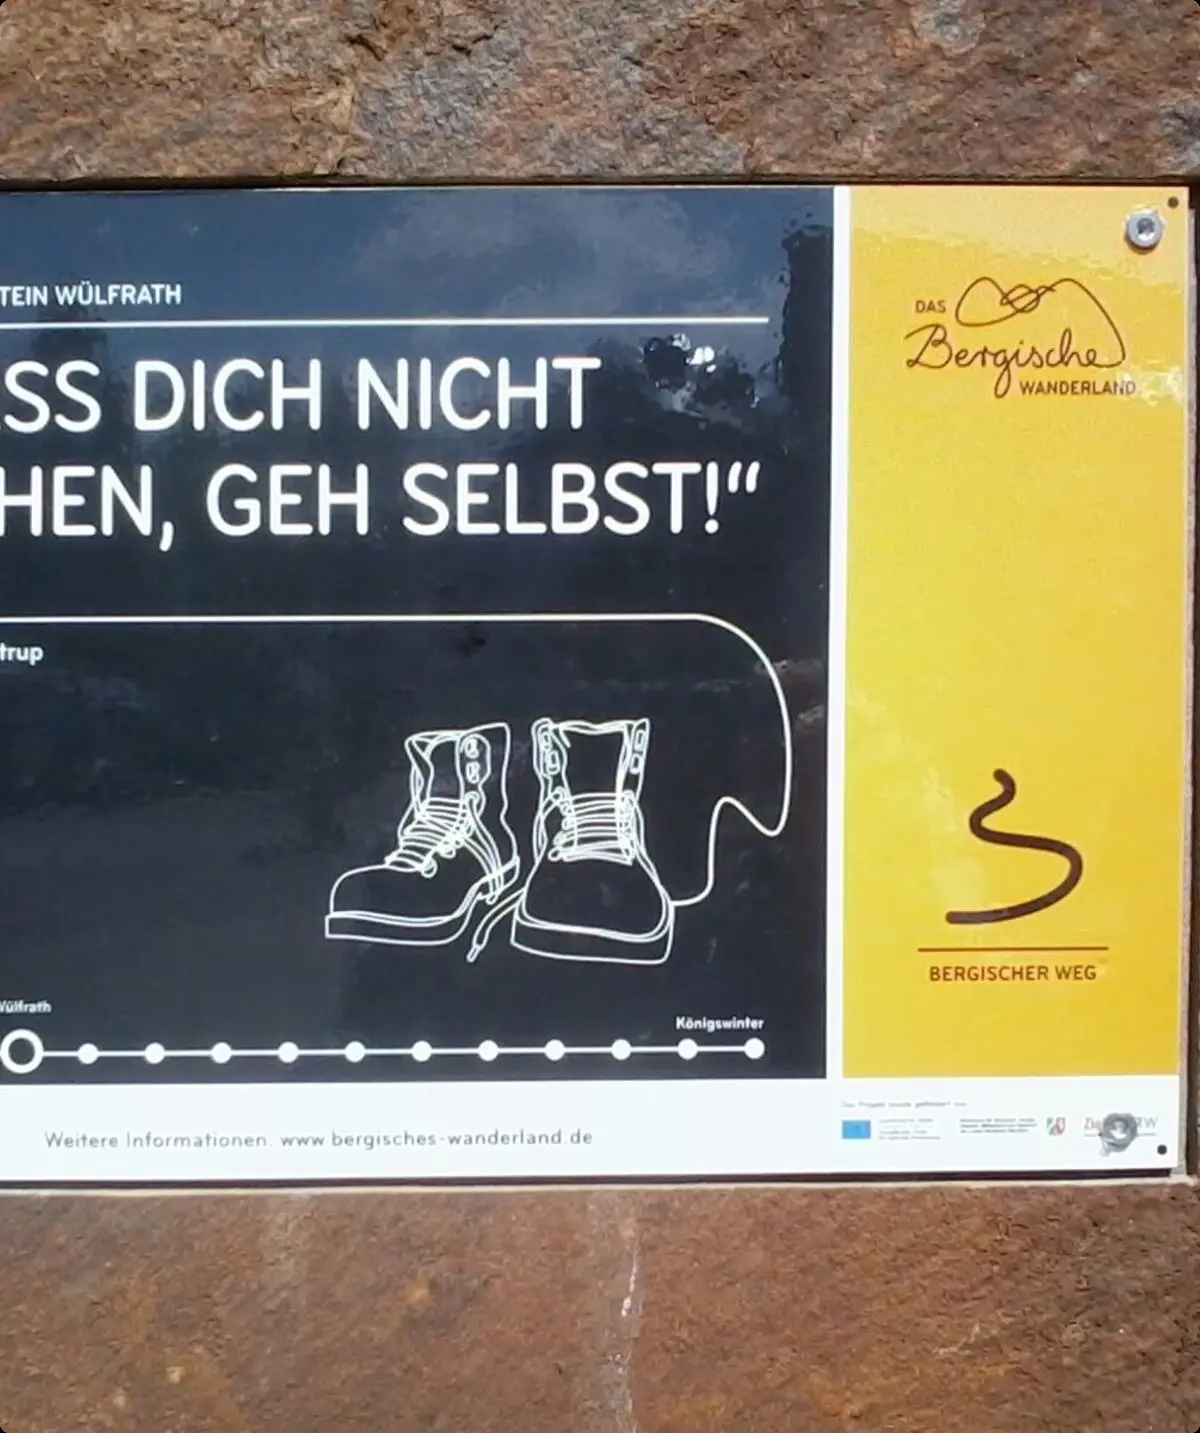 TEIN WÜLFRATH
SS DICH NICHT
HEN, GEH SELBST!“
trup
Wülfrath
Königswinter
Weitere Informationen: www.bergisches-wanderland.de
DAS
Bergische
WANDERLAND
BERGISCHER WEG